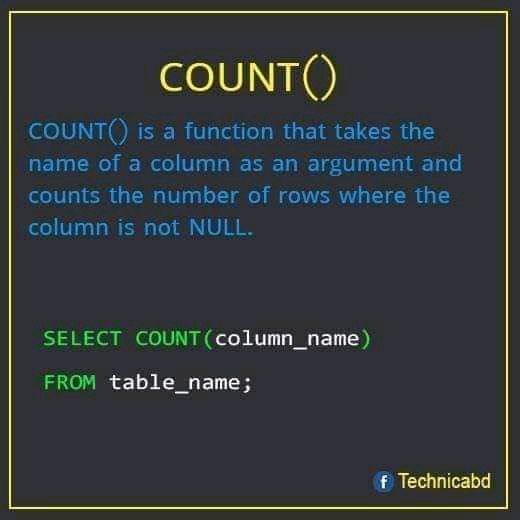 COUNT()
COUNT() is a function that takes the
name of a column as an argument and
counts the number of rows where the
column is not NULL.
SELECT COUNT(column_name)
FROM table_name;
f Technicabd